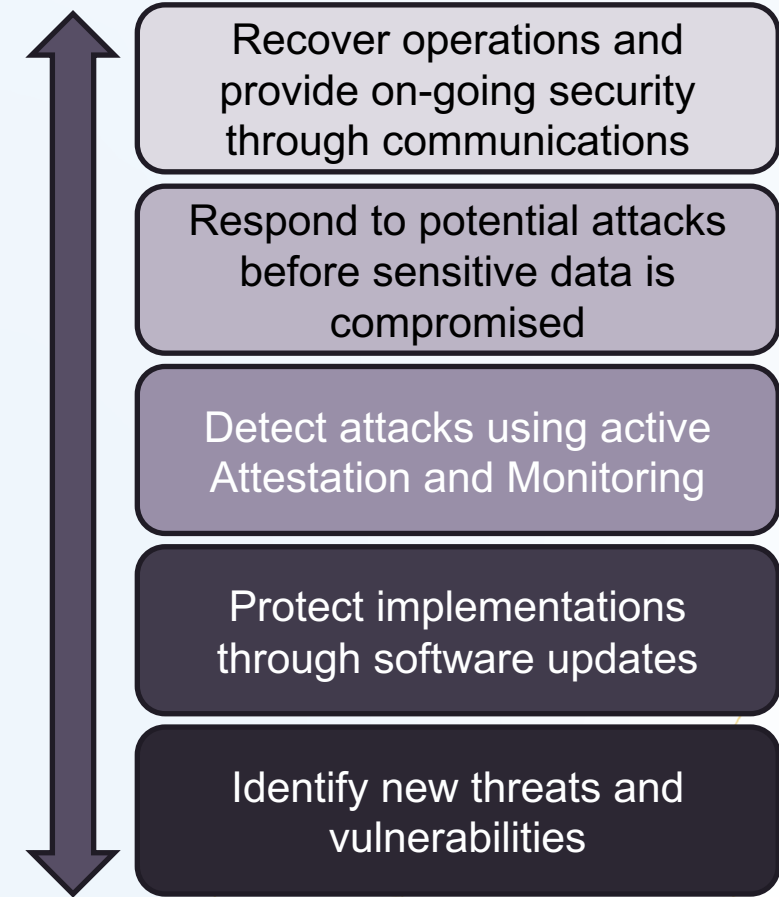 Recover operations and
provide on-going security
through communications
Respond to potential attacks
before sensitive data is
compromised
Detect attacks using active
Attestation and Monitoring
Protect implementations
through software updates
Identify new threats and
vulnerabilities